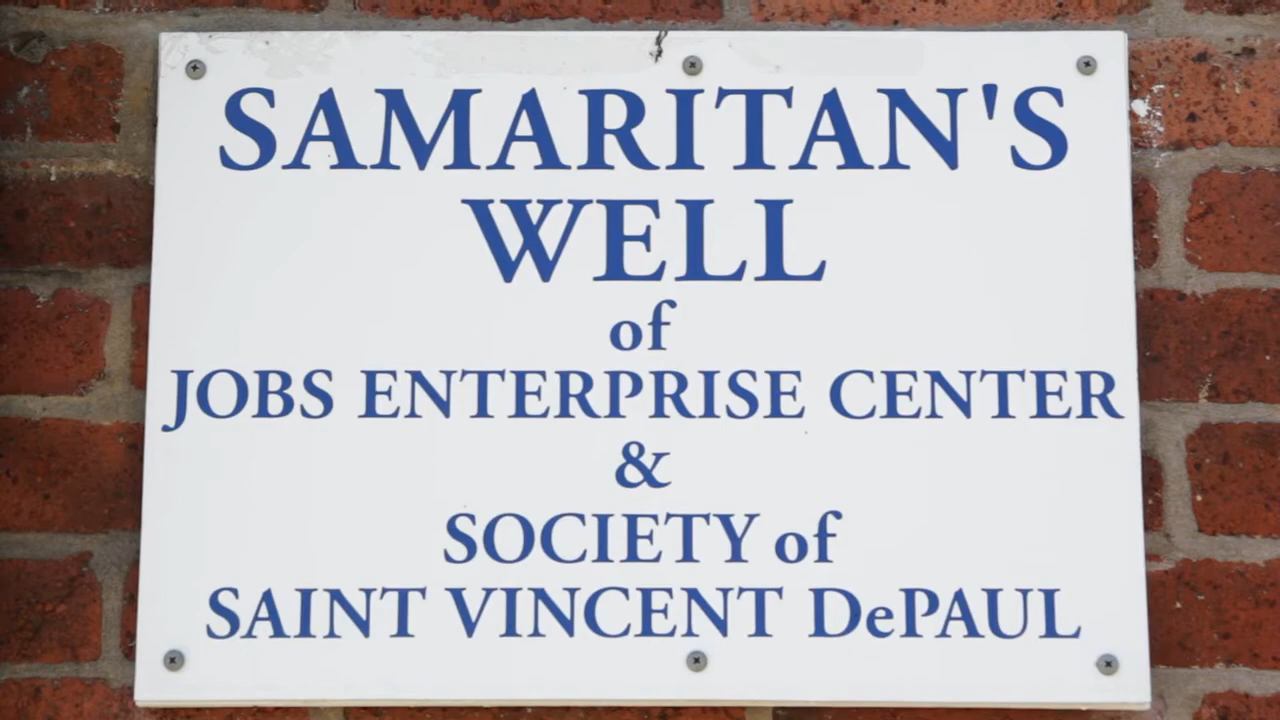 SAMARITAN'S
WELL
of
JOBS ENTERPRISE CENTER
&
SOCIETY of
SAINT VINCENT DePAUL